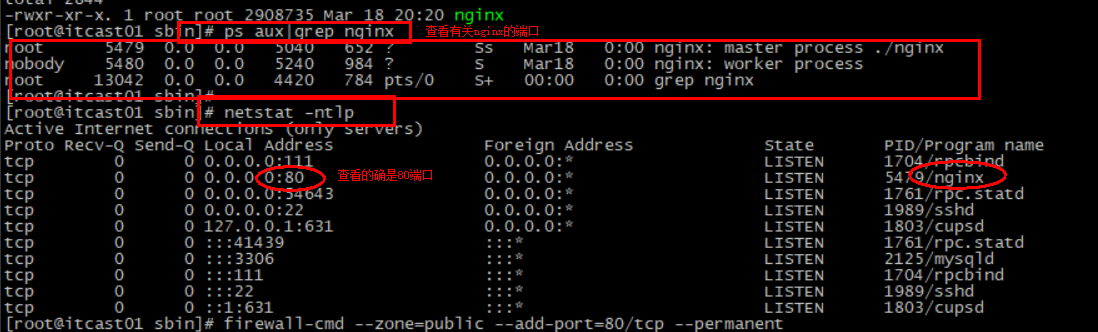 total 2844
-rwxr-xr-x. 1 root root 2908735 Mar 18 20:20 nginx
[root@itcast01 sbin]# ps aux|grep nginx 查看有关nginx的端口
root 5479 0.0 0.0 5040 652 ? Ss Mar18 0:00 nginx: master process ./nginx
nobody 5480 0.0 0.0 5240 984 ? S Mar18 0:00 nginx: worker process
root 13042 0.0 0.0 4420 784 pts/0 S+ 00:00 0:00 grep nginx
[root@itcast01 sbin]#
[root@itcast01 sbin]# netstat -ntlp
Active Internet connections (only servers)
Proto Recv-Q Send-Q Local Address Foreign Address State PID/Program name
tcp 0 0 0.0.0.0:111 0.0.0.0:* LISTEN 1704/rpcbind
tcp 0 0 0.0.0.0:80 查看的确是80端口 0.0.0.0:* LISTEN 5479/nginx
tcp 0 0 0.0.0.0:54643 0.0.0.0:* LISTEN 1761/rpc.statd
tcp 0 0 0.0.0.0:22 0.0.0.0:* LISTEN 1989/sshd
tcp 0 0 127.0.0.1:631 0.0.0.0:* LISTEN 1803/cupsd
tcp 0 0 :::41439 :::* LISTEN 1761/rpc.statd
tcp 0 0 :::3306 :::* LISTEN 2125/mysqld
tcp 0 0 :::111 :::* LISTEN 1704/rpcbind
tcp 0 0 :::22 :::* LISTEN 1989/sshd
tcp 0 0 ::1:631 :::* LISTEN 1803/cupsd
[root@itcast01 sbin]# firewall-cmd --zone=public --add-port=80/tcp --permanent